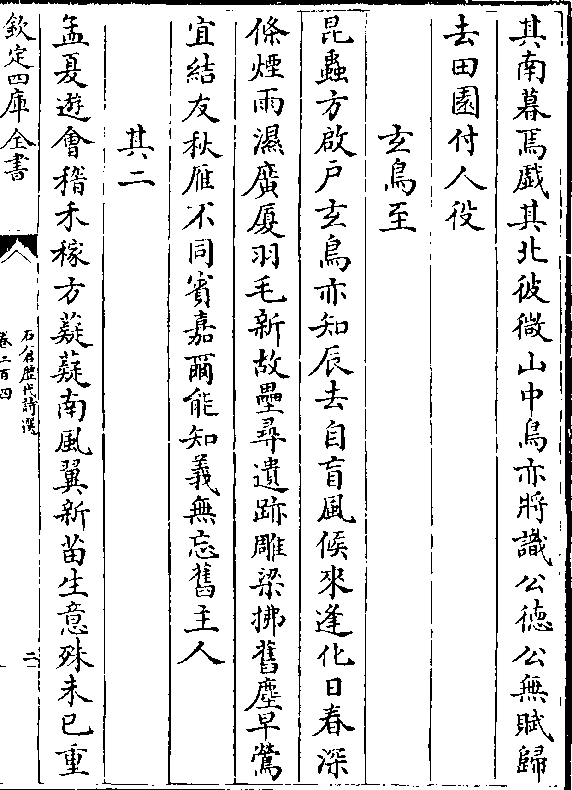 其南暮焉戲其北彼微山中鳥亦將識公德公無賦歸
去田園付人役
玄鳥至
昆蟲方啟戶玄鳥亦知辰去自盲風候來逢化日春深
條煙雨濕廣厦羽毛新故壘尋遺跡雕梁拂舊塵早鶯
宜結友秋雁不同賓嘉爾能知義無忘舊主人
其二
孟夏遊會稽禾稼方薿薿南風翼新苗生意殊未已重
欽定四庫全書
石倉歷代詩選
卷二百四
二